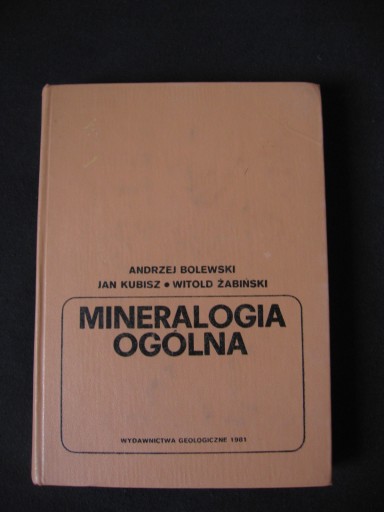 ANDRZEJ BOLEWSKI
JAN KUBISZ • WITOLD ŻABIŃSKI
MINERALOGIA
OGÓLNA
WYDAWNICTWA GEOLOGICZNE 1981